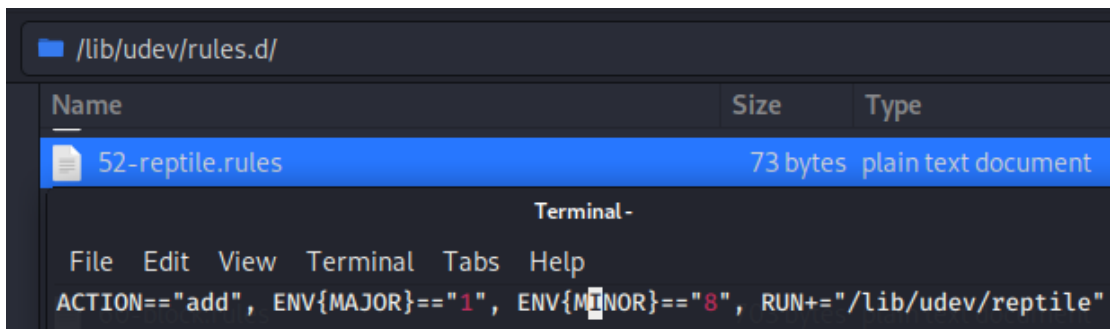 /lib/udev/rules.d/
Name Size Type
52-reptile.rules 73 bytes plain text document
Terminal -
File Edit View Terminal Tabs Help
ACTION=="add", ENV{MAJOR}=="1", ENV{MINOR}=="8", RUN+="/lib/udev/reptile"